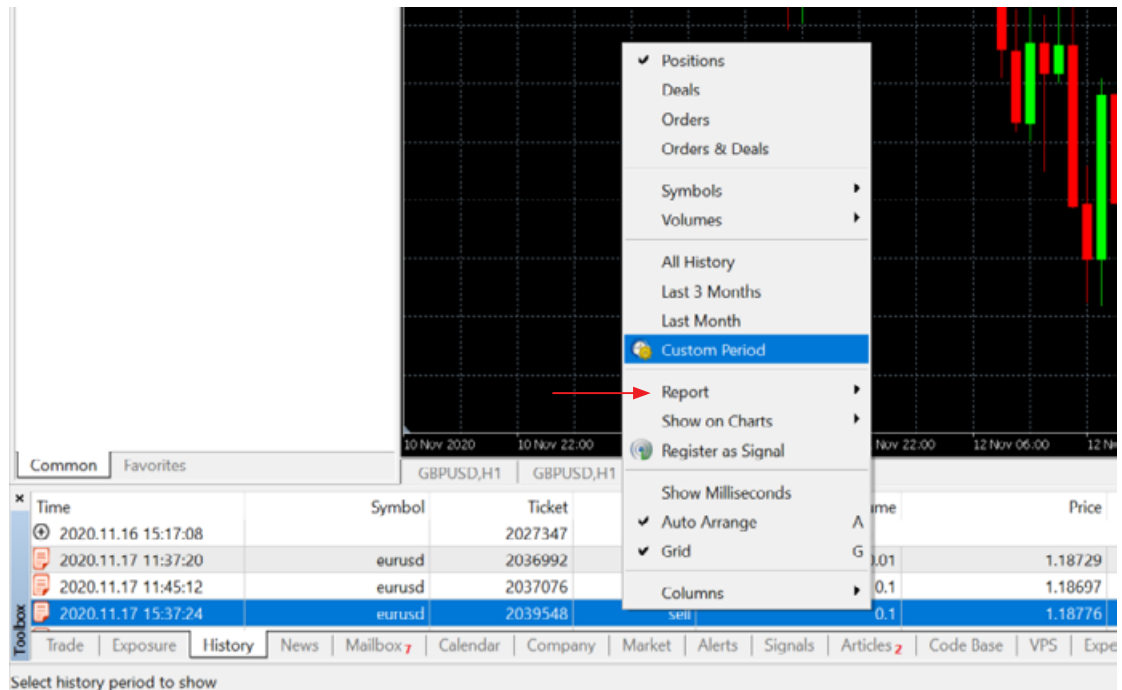 Positions
Deals
Orders
Orders & Deals
Symbols
Volumes
All History
Last 3 Months
Last Month
Custom Period
Report
Show on Charts
Register as Signal
Show Milliseconds
Auto Arrange A
Grid G
Columns
10 Nov 2020 10 Nov 22:00 Nov 22:00 12 Nov 06:00 12 N
Common Favorites
GBPUSD,H1 GBPUSD,H1
Time Symbol Ticket ume Price
2020.11.16 15:17:08 2027347
2020.11.17 11:37:20 eurusd 2036992 0.01 1.18729
2020.11.17 11:45:12 eurusd 2037076 0.1 1.18697
2020.11.17 15:37:24 eurusd 2039548 sell 0.1 1.18776
Toolbox
Trade Exposure History News Mailbox 7 Calendar Company Market Alerts Signals Articles 2 Code Base VPS Expe
Select history period to show